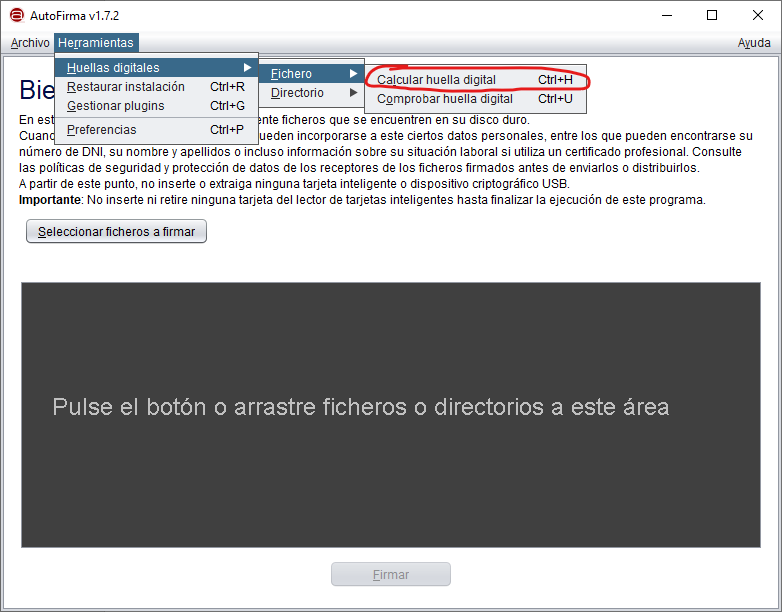 AutoFirma v1.7.2
Archivo Herramientas Ayuda
Huellas digitales
Restaurar instalación Ctrl+R
Gestionar plugins Ctrl+G
Preferencias Ctrl+P
Fichero
Directorio
Calcular huella digital Ctrl+H
Comprobar huella digital Ctrl+U
Bie
En est nte ficheros que se encuentren en su disco duro.
Cuand ueden incorporarse a este ciertos datos personales, entre los que pueden encontrarse su
número de DNI, su nombre y apellidos o incluso información sobre su situación laboral si utiliza un certificado profesional. Consulte
las políticas de seguridad y protección de datos de los receptores de los ficheros firmados antes de enviarlos o distribuirlos.
A partir de este punto, no inserte o extraiga ninguna tarjeta inteligente o dispositivo criptográfico USB.
Importante: No inserte ni retire ninguna tarjeta del lector de tarjetas inteligentes hasta finalizar la ejecución de este programa.
Seleccionar ficheros a firmar
Pulse el botón o arrastre ficheros o directorios a este área
Firmar